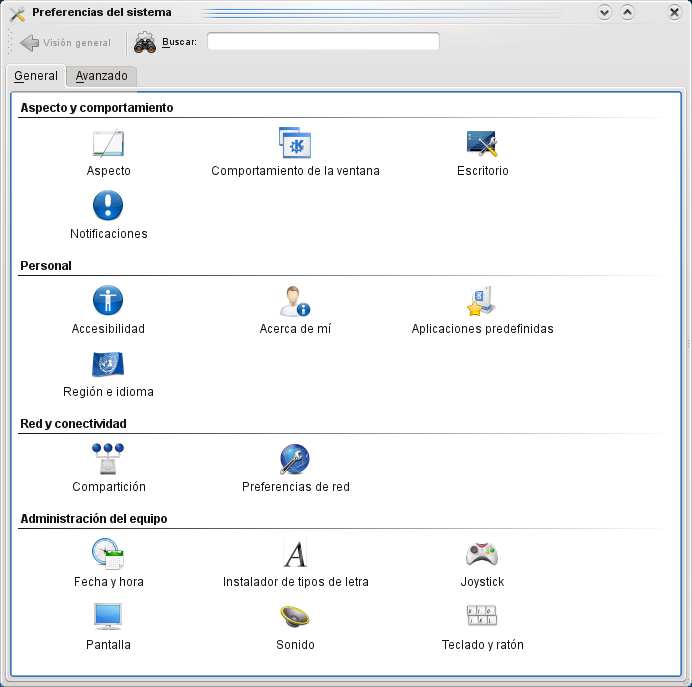 Preferencias del sistema
Visión general
Buscar:
General Avanzado
Aspecto y comportamiento
Aspecto Comportamiento de la ventana Escritorio
Notificaciones
Personal
Accesibilidad Acerca de mí Aplicaciones predefinidas
Región e idioma
Red y conectividad
Compartición Preferencias de red
Administración del equipo
Fecha y hora Instalador de tipos de letra Joystick
Pantalla Sonido Teclado y ratón